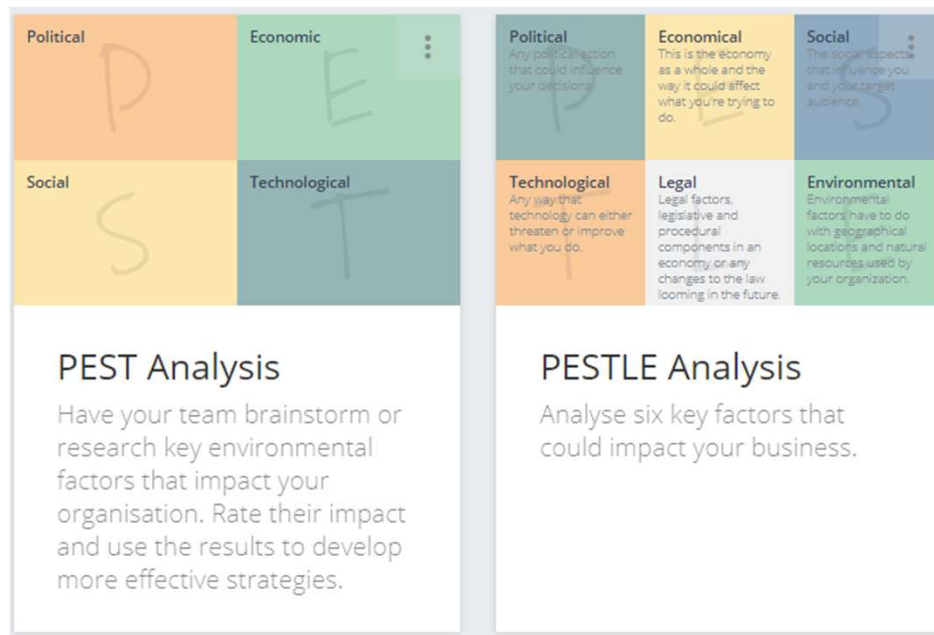 Political
P
Economic
E
Social
S
Technological
T
PEST Analysis
Have your team brainstorm or
research key environmental
factors that impact your
organisation. Rate their impact
and use the results to develop
more effective strategies.
Political
Any political action
that could influence
your decisions.
P
Economical
This is the economy
as a whole and the
way it could affect
what you're trying to
do.
E
Social
The social aspects
that influence you
and your target
audience.
S
Technological
Any way that
technology can either
threaten or improve
what you do.
T
Legal
Legal factors,
legislative and
procedural
components in an
economy or any
changes to the law
looming in the future.
L
Environmental
Environmental
factors have to do
with geographical
locations and natural
resources used by
your organization.
E
PESTLE Analysis
Analyse six key factors that
could impact your business.